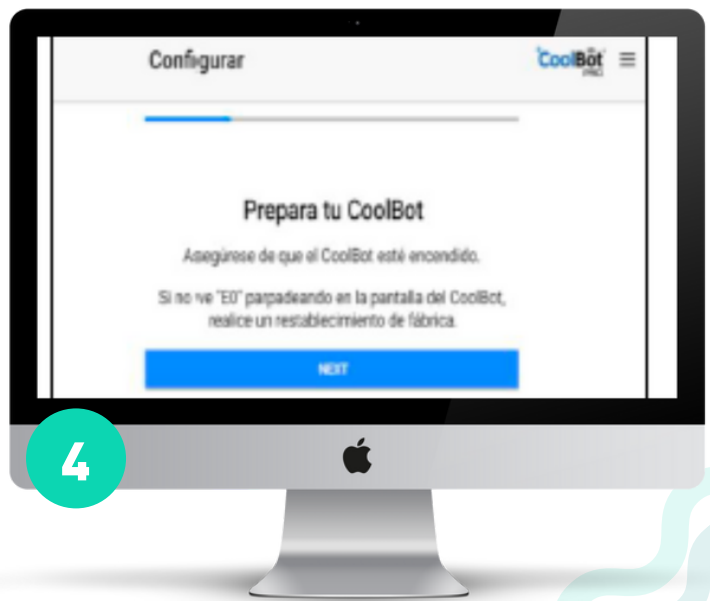 Configurar
CoolBot
PRO
Prepara tu CoolBot
Asegúrese de que el CoolBot esté encendido.
Si no ve "E0" parpadeando en la pantalla del CoolBot,
realice un restablecimiento de fábrica.
NEXT
4